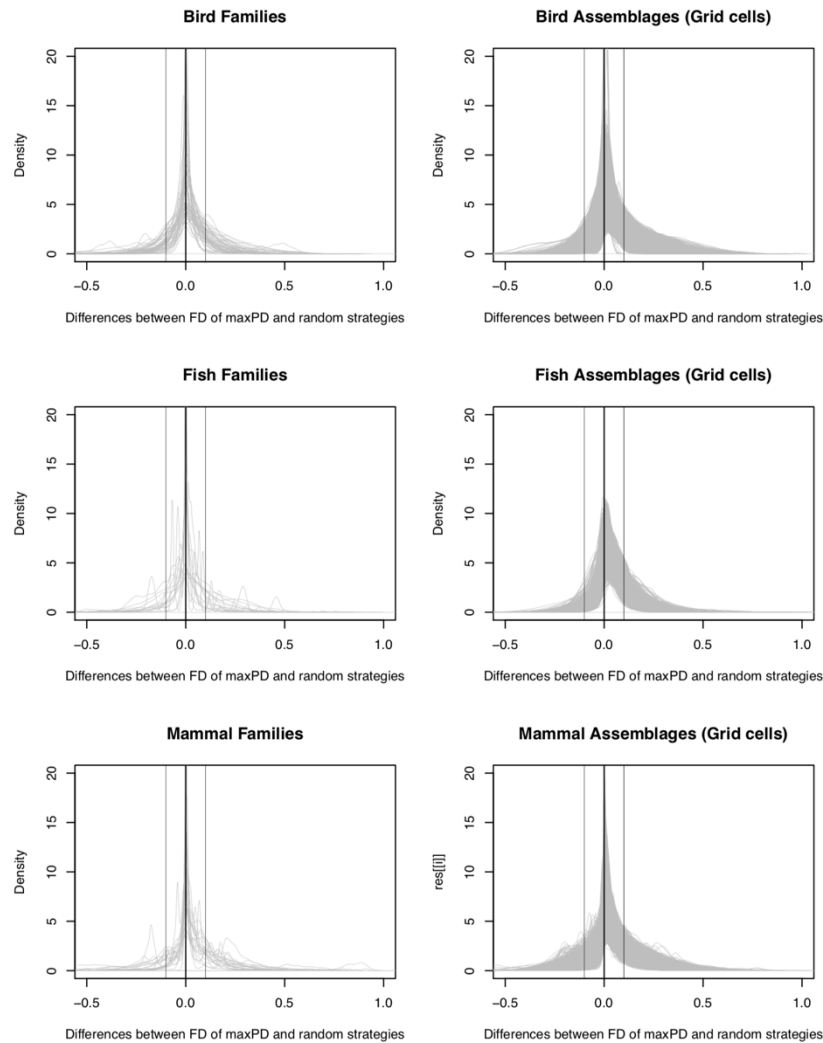 Bird Families
20
15
10
5
0
Density
−0.5 0.0 0.5 1.0
Differences between FD of maxPD and random strategies
Bird Assemblages (Grid cells)
20
15
10
5
0
Density
−0.5 0.0 0.5 1.0
Differences between FD of maxPD and random strategies
Fish Families
20
15
10
5
0
Density
−0.5 0.0 0.5 1.0
Differences between FD of maxPD and random strategies
Fish Assemblages (Grid cells)
20
15
10
5
0
Density
−0.5 0.0 0.5 1.0
Differences between FD of maxPD and random strategies
Mammal Families
20
15
10
5
0
Density
−0.5 0.0 0.5 1.0
Differences between FD of maxPD and random strategies
Mammal Assemblages (Grid cells)
20
15
10
5
0
res[[i]]
−0.5 0.0 0.5 1.0
Differences between FD of maxPD and random strategies